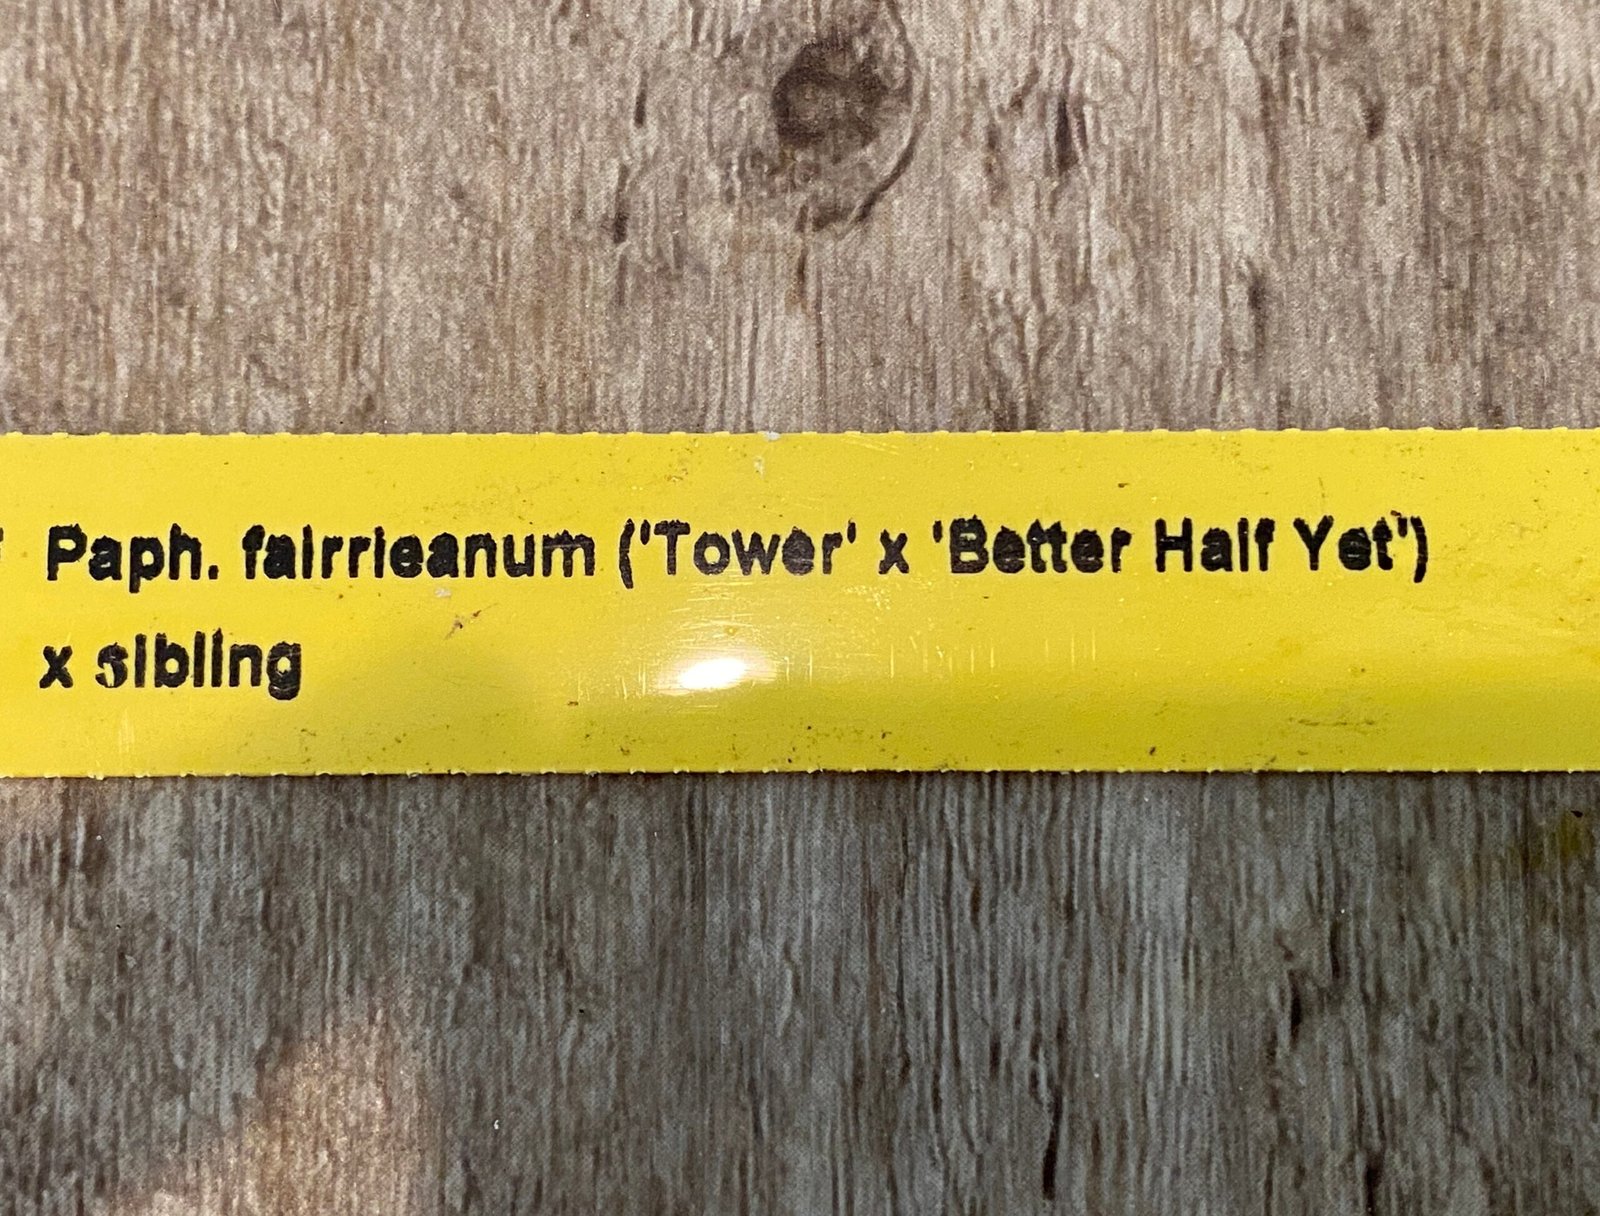 Paph. fairrieanum ('Tower' x 'Better Half Yet')
x sibling